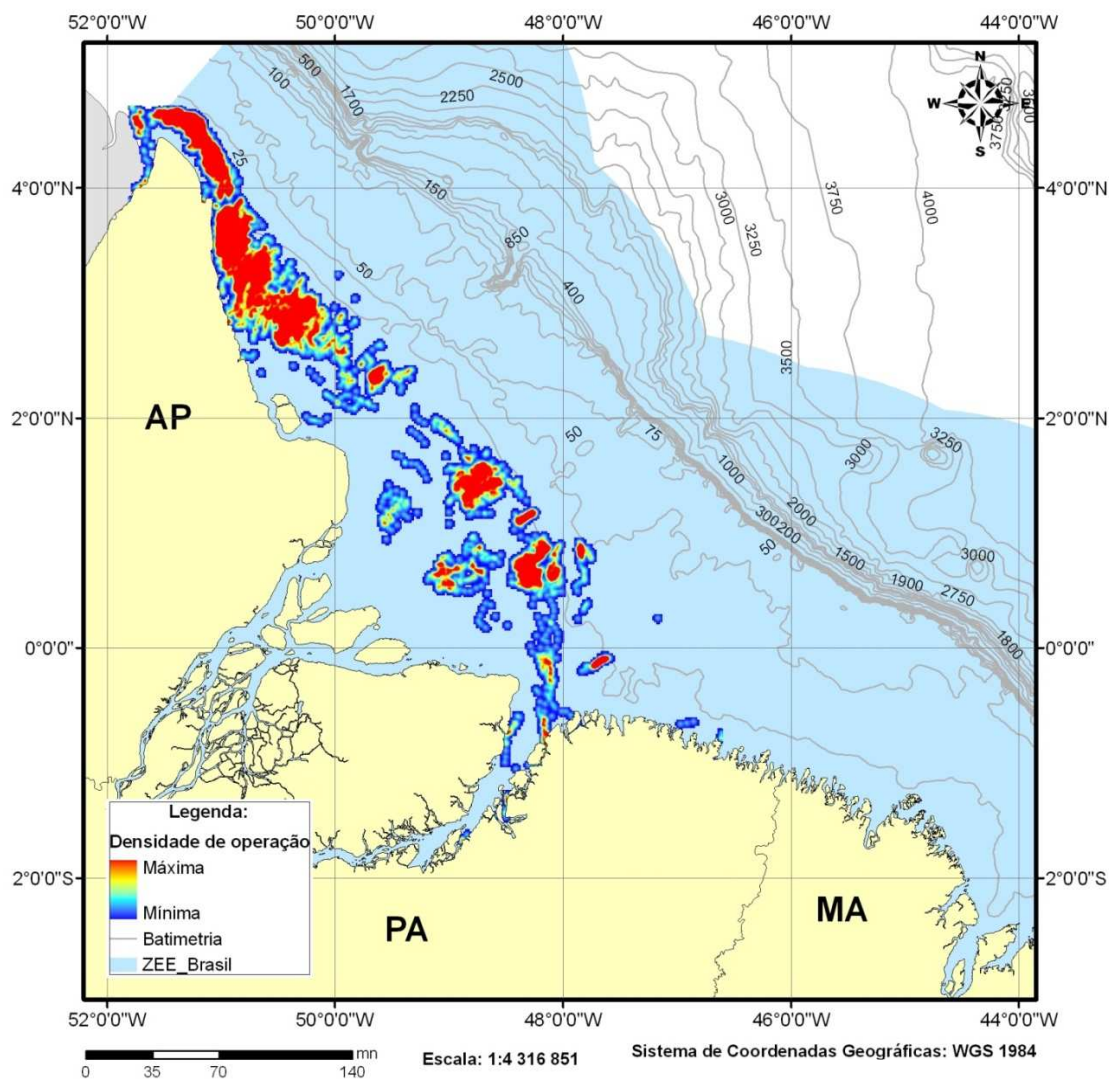 52°0'0"W 50°0'0"W 48°0'0"W 46°0'0"W 44°0'0"W
N
W E
S
500
100
1700
2500
2250
3250
3750
25
150
3000
3750
4000
4°0'0"N 4°0'0"N
3250
850
50
400
3500
AP
2°0'0"N 2°0'0"N
50
75
3250
3000
1000
2000
300
200
50
1500
3000
1900
2750
1800
0°0'0" 0°0'0"
Legenda:
Densidade de operação
Máxima
Mínima
Batimetria
ZEE_Brasil
2°0'0"S 2°0'0"S
PA
MA
52°0'0"W 50°0'0"W 48°0'0"W 46°0'0"W 44°0'0"W
mn
0 35 70 140
Escala: 1:4 316 851
Sistema de Coordenadas Geográficas: WGS 1984